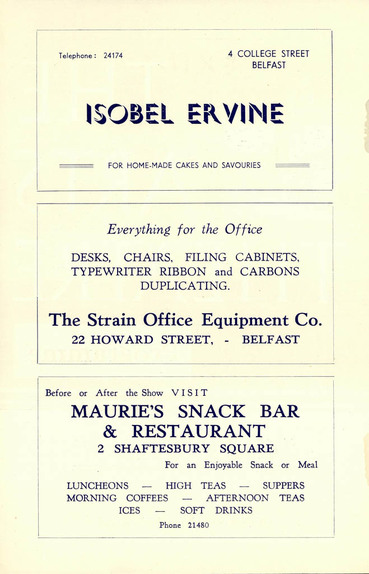 Telephone: 24174
4 COLLEGE STREET
BELFAST
ISOBEL ERVINE
FOR HOME-MADE CAKES AND SAVOURIES
Everything for the Office
DESKS, CHAIRS, FILING CABINETS,
TYPEWRITER RIBBON and CARBONS
DUPLICATING.
The Strain Office Equipment Co.
22 HOWARD STREET, - BELFAST
Before or After the Show VISIT
MAURIE'S SNACK BAR
& RESTAURANT
2 SHAFTESBURY SQUARE
For an Enjoyable Snack or Meal
LUNCHEONS — HIGH TEAS — SUPPERS
MORNING COFFEES — AFTERNOON TEAS
ICES — SOFT DRINKS
Phone 21480